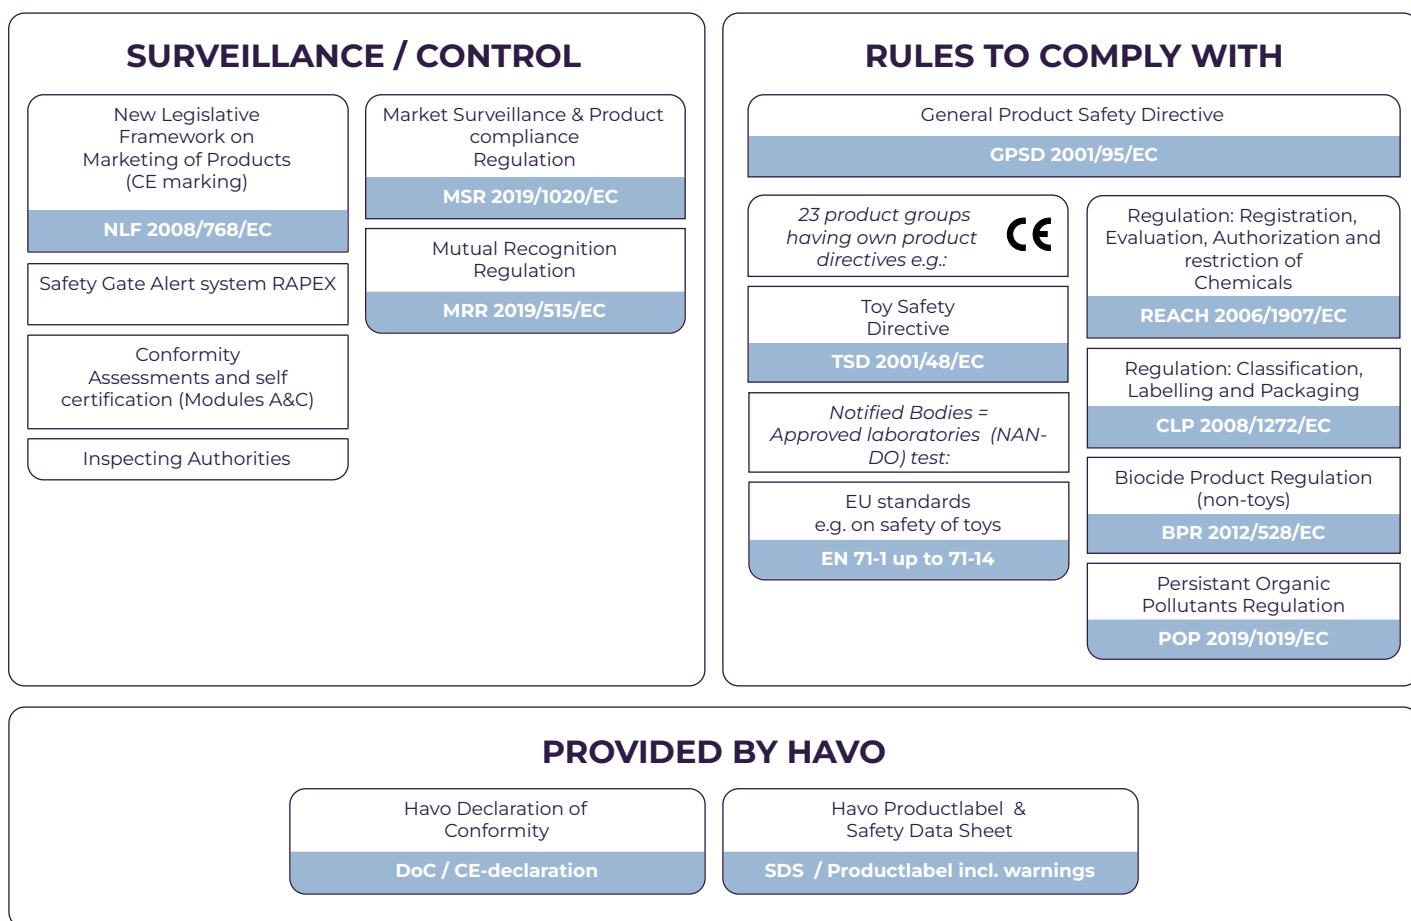 SURVEILLANCE / CONTROL
New Legislative
Framework on
Marketing of Products
(CE marking)
NLF 2008/768/EC
Safety Gate Alert system RAPEX
Conformity
Assessments and self
certification (Modules A&C)
Inspecting Authorities
Market Surveillance & Product
compliance
Regulation
MSR 2019/1020/EC
Mutual Recognition
Regulation
MRR 2019/515/EC
RULES TO COMPLY WITH
General Product Safety Directive
GPSD 2001/95/EC
23 product groups
having own product
directives e.g.:
CE
Toy Safety
Directive
TSD 2001/48/EC
Notified Bodies =
Approved laboratories (NAN-
DO) test:
EU standards
e.g. on safety of toys
EN 71-1 up to 71-14
Regulation: Registration,
Evaluation, Authorization and
restriction of
Chemicals
REACH 2006/1907/EC
Regulation: Classification,
Labelling and Packaging
CLP 2008/1272/EC
Biocide Product Regulation
(non-toys)
BPR 2012/528/EC
Persistant Organic
Pollutants Regulation
POP 2019/1019/EC
PROVIDED BY HAVO
Havo Declaration of
Conformity
DoC / CE-declaration
Havo Productlabel &
Safety Data Sheet
SDS / Productlabel incl. warnings